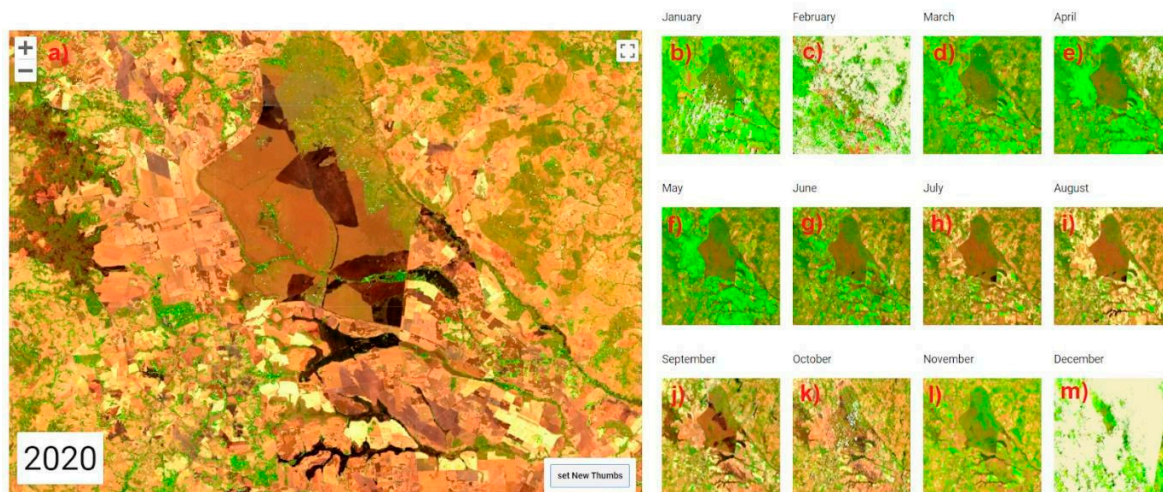 January
February
March
April
+
−
a)
b)
c)
d)
e)
May
June
July
August
f)
g)
h)
i)
September
October
November
December
j)
k)
l)
m)
2020
set New Thumbs